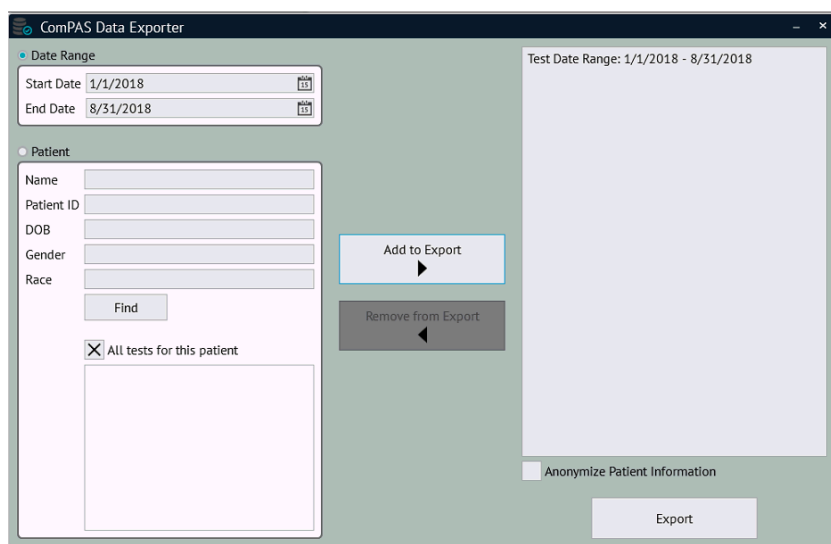 ComPAS Data Exporter
Date Range
Start Date 1/1/2018 15
End Date 8/31/2018 15
Patient
Name
Patient ID
DOB
Gender
Race
Find
All tests for this patient
Add to Export
Remove from Export
Test Date Range: 1/1/2018 - 8/31/2018
Anonymize Patient Information
Export